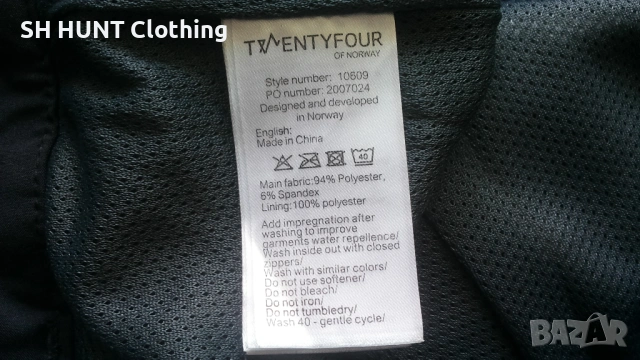 SH HUNT Clothing
TWENTYFOUR
OF NORWAY
Style number: 10609
PO number: 2007024
Designed and developed
in Norway
English:
Made in China
40
Main fabric:94% Polyester,
6% Spandex
Lining:100% polyester
Add impregnation after
washing to improve
garments water repellence/
Wash inside out with closed
zippers/
Wash with similar colors/
Do not use softener/
Do not bleach/
Do not iron/
Do not tumbledry/
Wash 40 - gentle cycle/
BAZAR